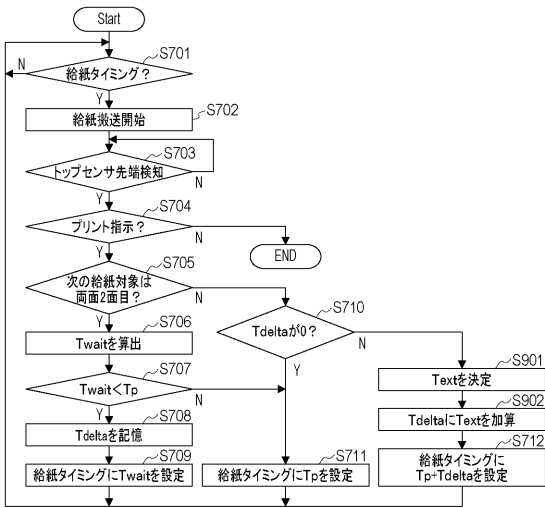 Start
S701
給紙タイミング？
N
Y
S702
給紙搬送開始
S703
トップセンサ先端検知
N
Y
S704
プリント指示？
N
Y
END
S705
次の給紙対象は
両面2面目？
N
Y
S706
Twaitを算出
S707
Twait<Tp
N
Y
S708
Tdeltaを記憶
S709
給紙タイミングにTwaitを設定
S710
Tdeltaが0？
N
Y
S711
給紙タイミングにTpを設定
S901
Textを決定
S902
TdeltaにTextを加算
S712
給紙タイミングに
Tp+Tdeltaを設定